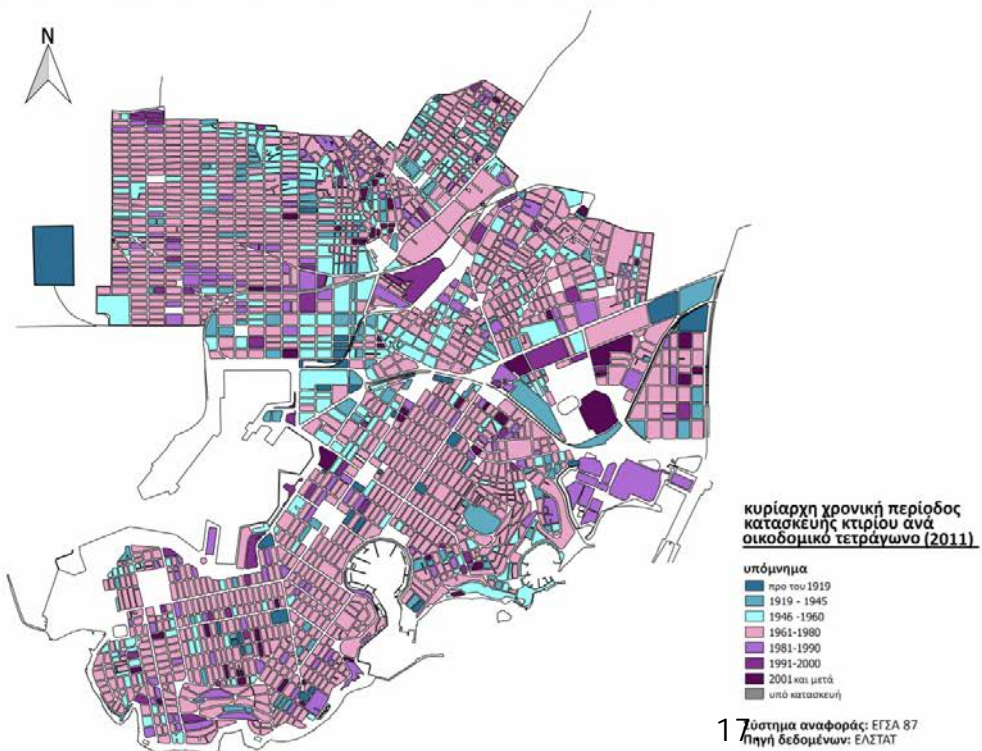 N
κυρίαρχη χρονική περίοδος
κατασκευής κτιρίου ανά
οικοδομικό τετράγωνο (2011)
υπόμνημα
προ του 1919
1919 - 1945
1946 -1960
1961-1980
1981-1990
1991-2000
2001 και μετά
υπό κατασκευή
17.
Σύστημα αναφοράς: ΕΓΣΑ 87
Πηγή δεδομένων: ΕΛΣΤΑΤ